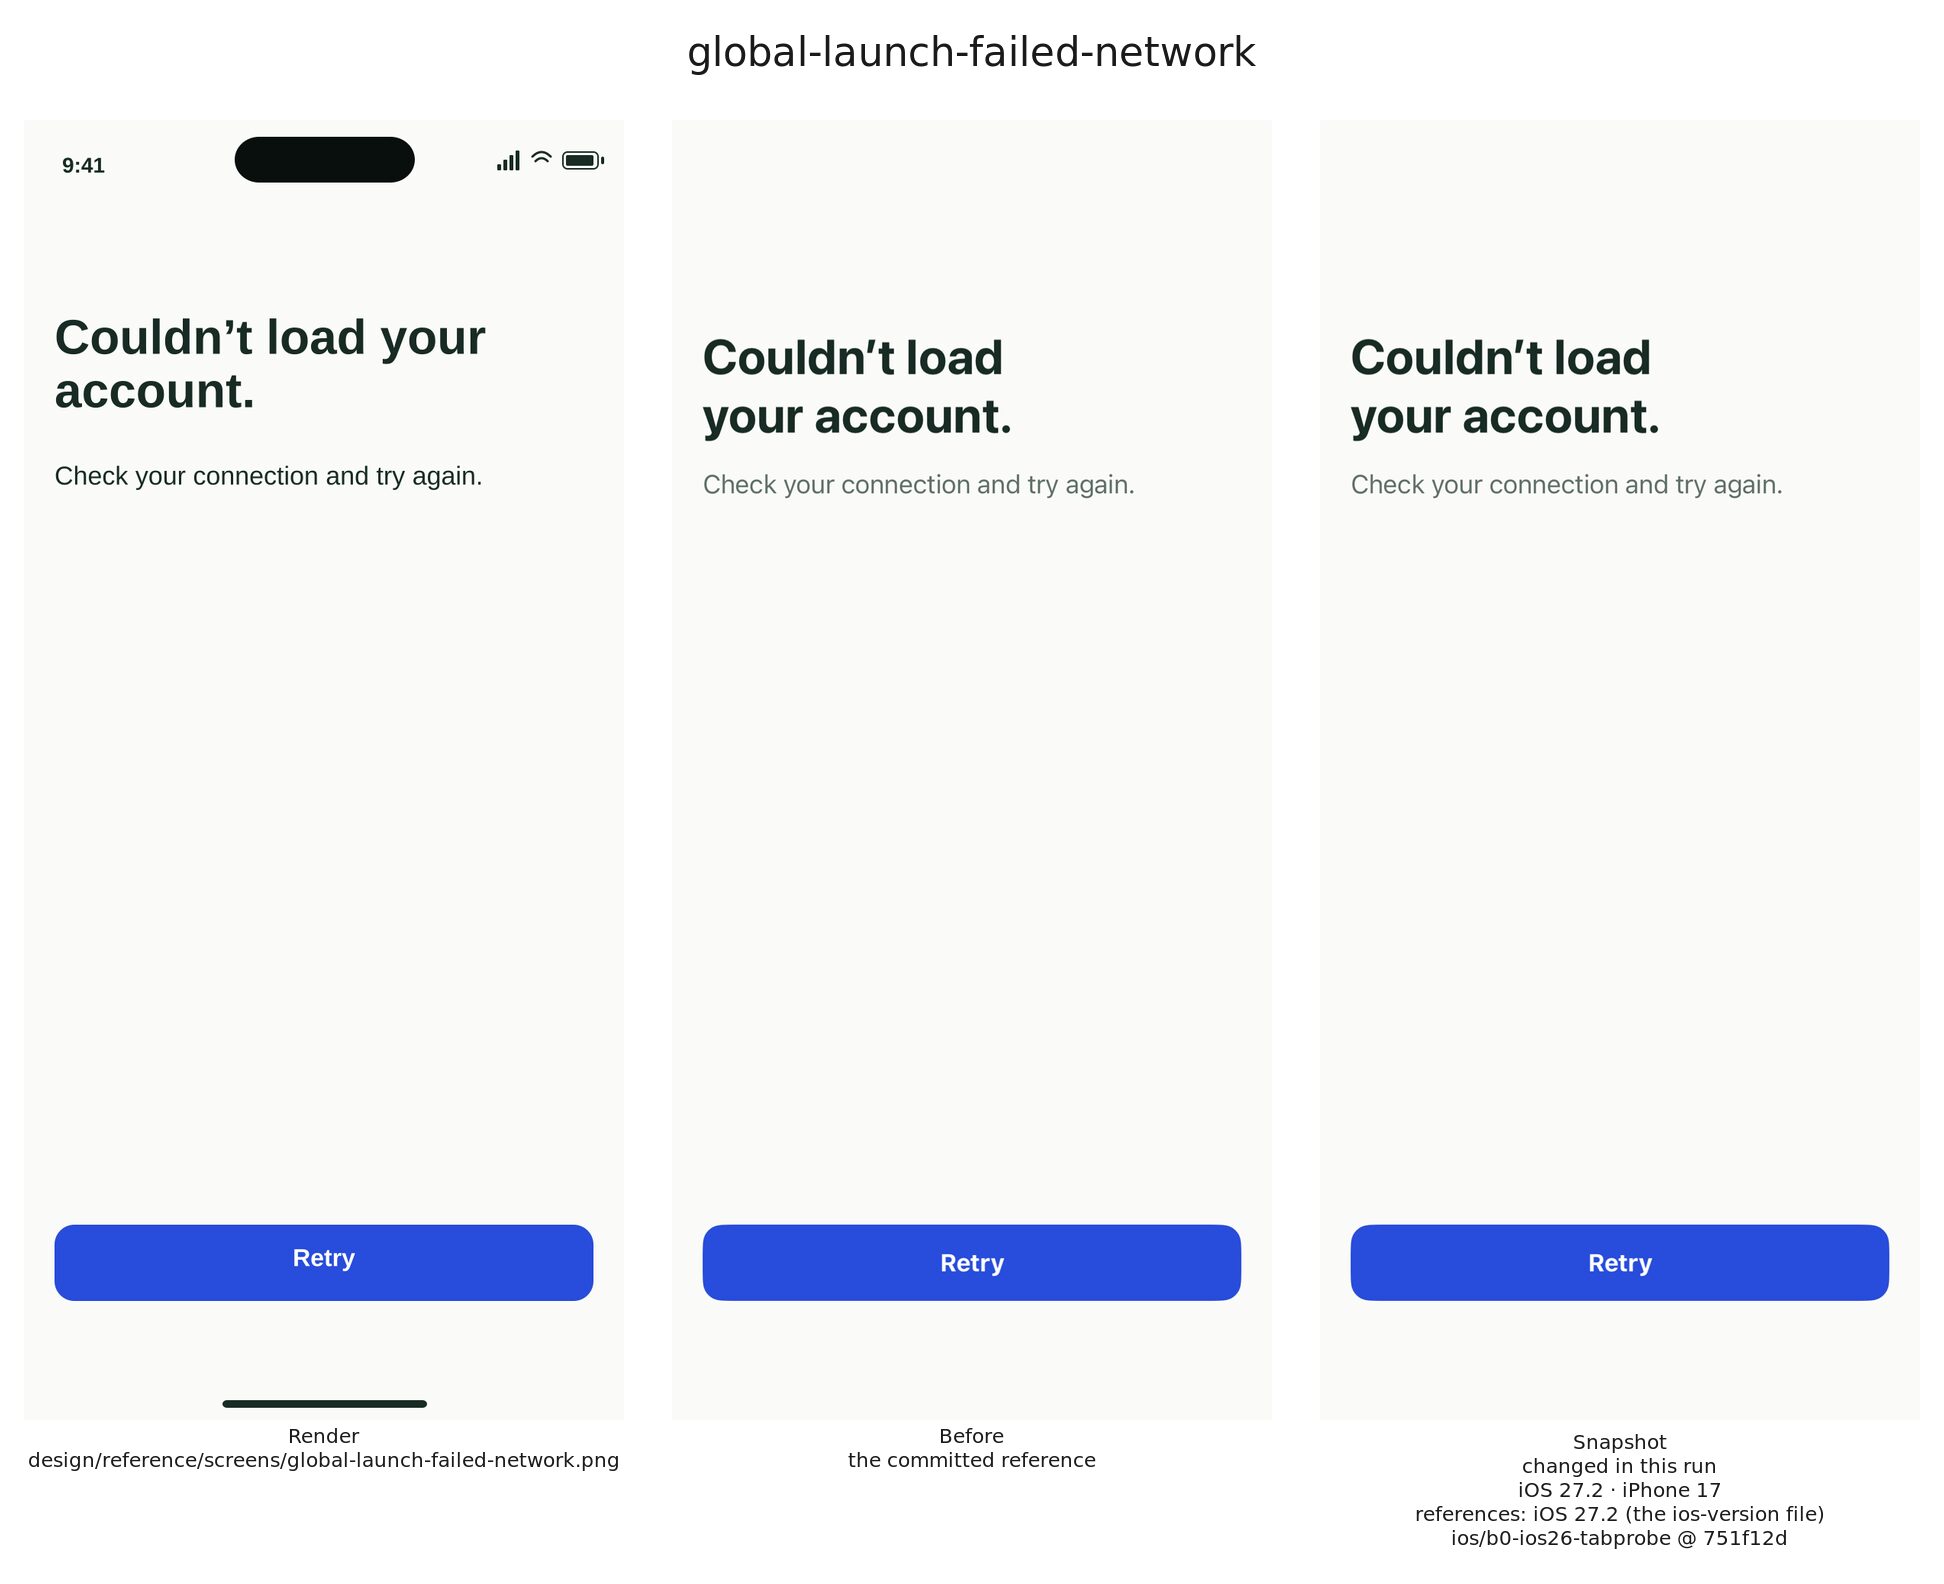 global-launch-failed-network
9:41
Couldn’t load your
account.
Check your connection and try again.
Retry
Render
design/reference/screens/global-launch-failed-network.png
Couldn’t load
your account.
Check your connection and try again.
Retry
Before
the committed reference
Couldn’t load
your account.
Check your connection and try again.
Retry
Snapshot
changed in this run
iOS 27.2 · iPhone 17
references: iOS 27.2 (the ios-version file)
ios/b0-ios26-tabprobe @ 751f12d